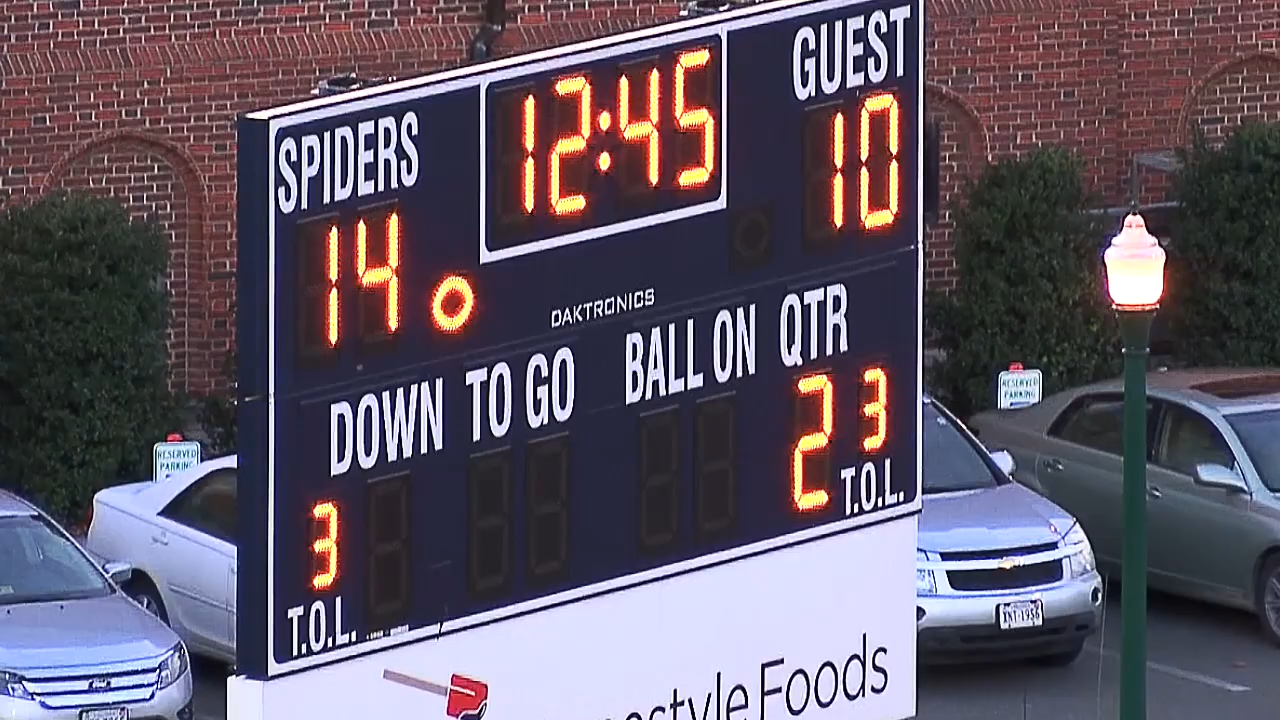 SPIDERS 12:45 GUEST
14 10
DAKTRONICS
DOWN TO GO BALL ON QTR
3 2 3
T.O.L. T.O.L.
Foods
RESERVED
PARKING
RESERVED
PARKING